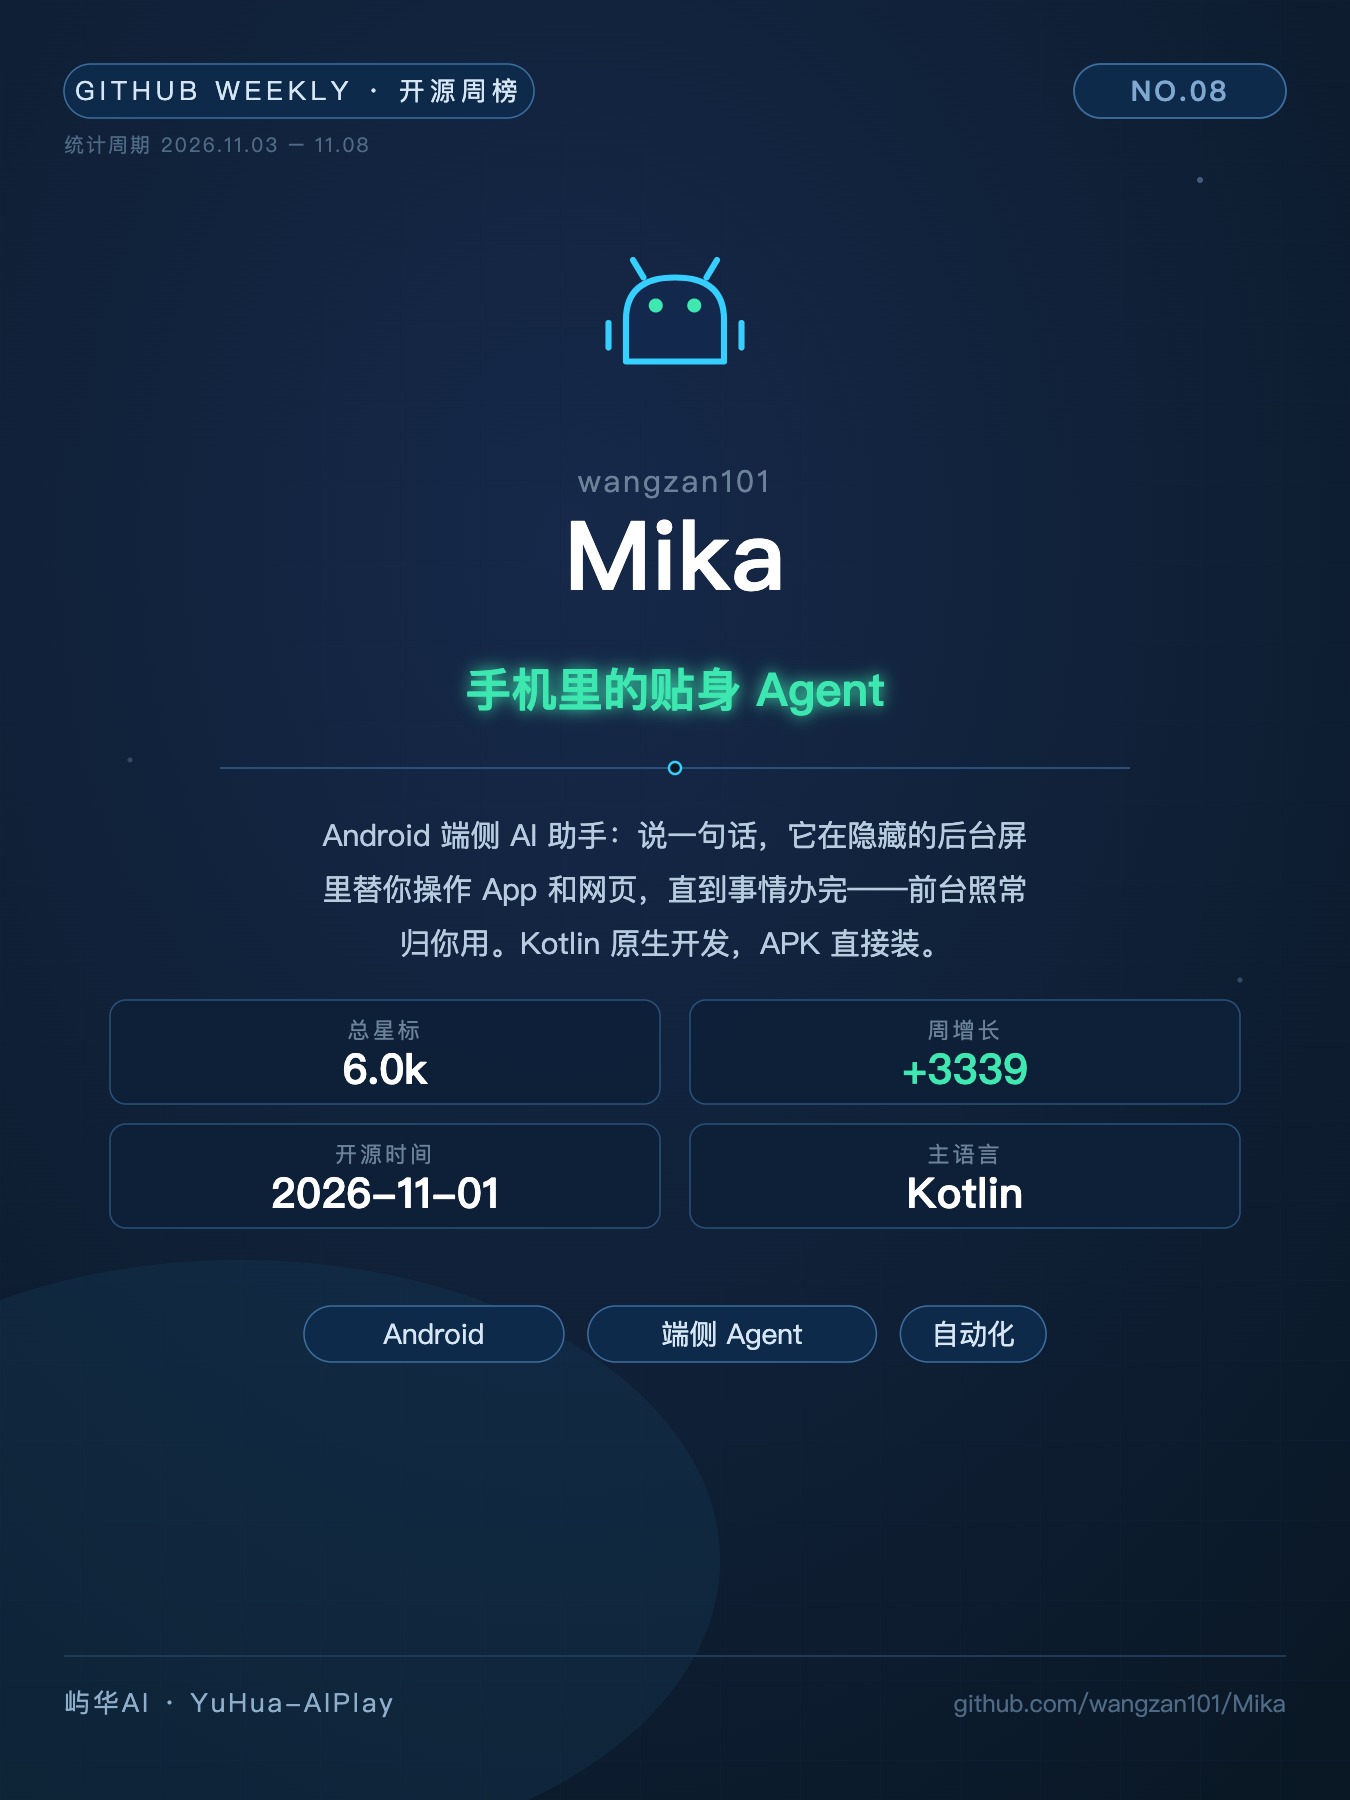 GITHUB WEEKLY · 开源周榜
NO.08
统计周期 2026.11.03 — 11.08
wangzan101
Mika
手机里的贴身 Agent
Android 端侧 AI 助手：说一句话，它在隐藏的后台屏
里替你操作 App 和网页，直到事情办完——前台照常
归你用。Kotlin 原生开发，APK 直接装。
总星标
6.0k
周增长
+3339
开源时间
2026-11-01
主语言
Kotlin
Android
端侧 Agent
自动化
屿华AI · YuHua-AIPlay
github.com/wangzan101/Mika